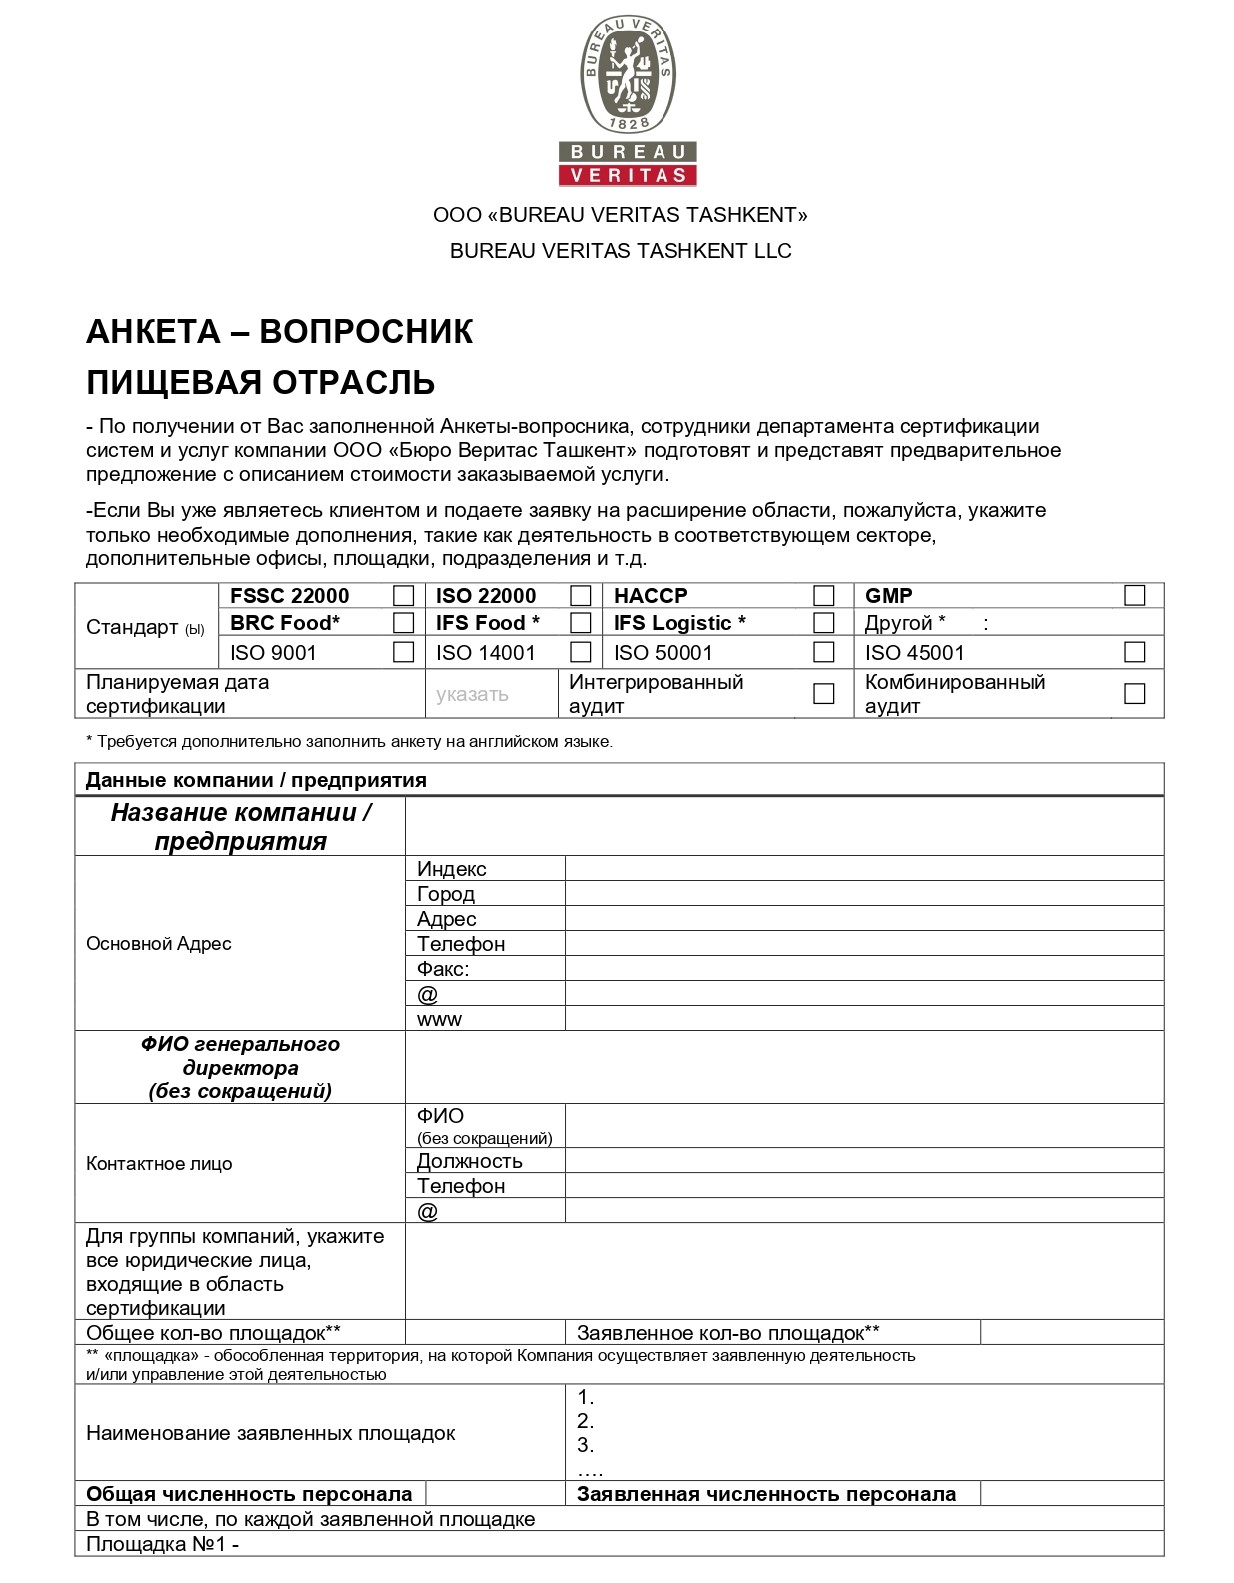 BUREAU VERITAS
1828
BUREAU
VERITAS
ООО «BUREAU VERITAS TASHKENT»
BUREAU VERITAS TASHKENT LLC
АНКЕТА – ВОПРОСНИК
ПИЩЕВАЯ ОТРАСЛЬ
- По получении от Вас заполненной Анкеты-вопросника, сотрудники департамента сертификации
систем и услуг компании ООО «Бюро Веритас Ташкент» подготовят и представят предварительное
предложение с описанием стоимости заказываемой услуги.
-Если Вы уже являетесь клиентом и подаете заявку на расширение области, пожалуйста, укажите
только необходимые дополнения, такие как деятельность в соответствующем секторе,
дополнительные офисы, площадки, подразделения и т.д.
Стандарт (Ы)
FSSC 22000 ☐ ISO 22000 ☐ HACCP ☐ GMP ☐
BRC Food* ☐ IFS Food * ☐ IFS Logistic * ☐ Другой * :
ISO 9001 ☐ ISO 14001 ☐ ISO 50001 ☐ ISO 45001 ☐
Планируемая дата
сертификации
указать
Интегрированный
аудит ☐
Комбинированный
аудит ☐
* Требуется дополнительно заполнить анкету на английском языке.
Данные компании / предприятия
Название компании /
предприятия
Основной Адрес
Индекс
Город
Адрес
Телефон
Факс:
@
www
ФИО генерального
директора
(без сокращений)
Контактное лицо
ФИО
(без сокращений)
Должность
Телефон
@
Для группы компаний, укажите
все юридические лица,
входящие в область
сертификации
Общее кол-во площадок** Заявленное кол-во площадок**
** «площадка» - обособленная территория, на которой Компания осуществляет заявленную деятельность
и/или управление этой деятельностью
Наименование заявленных площадок
1.
2.
3.
….
Общая численность персонала Заявленная численность персонала
В том числе, по каждой заявленной площадке
Площадка №1 -